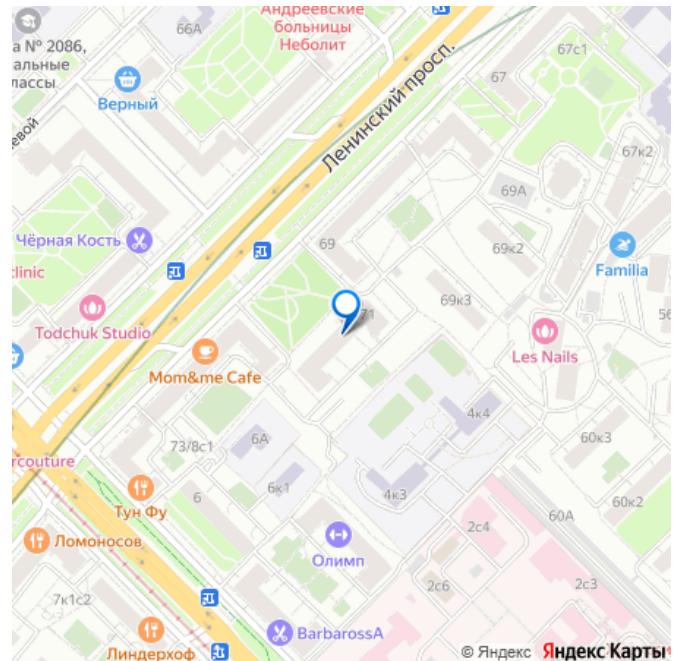 66А
Андреевские
больницы
Неболит
67с1
а № 2086,
альные
лассы
67
Верный
Ленинский просп.
67к2
евой
69А
Чёрная Кость
69
69к2
Familia
clinic
69к3
56
71
Todchuk Studio
Les Nails
Mom&me Cafe
4к4
73/8с1
6А
60к3
ercouture
6к1
4к3
60к2
Тун Фу
6
60А
2с4
Ломоносов
Олимп
2с6
2с3
7к1с2
BarbarossA
Линдерхоф
© Яндекс Яндекс Карты